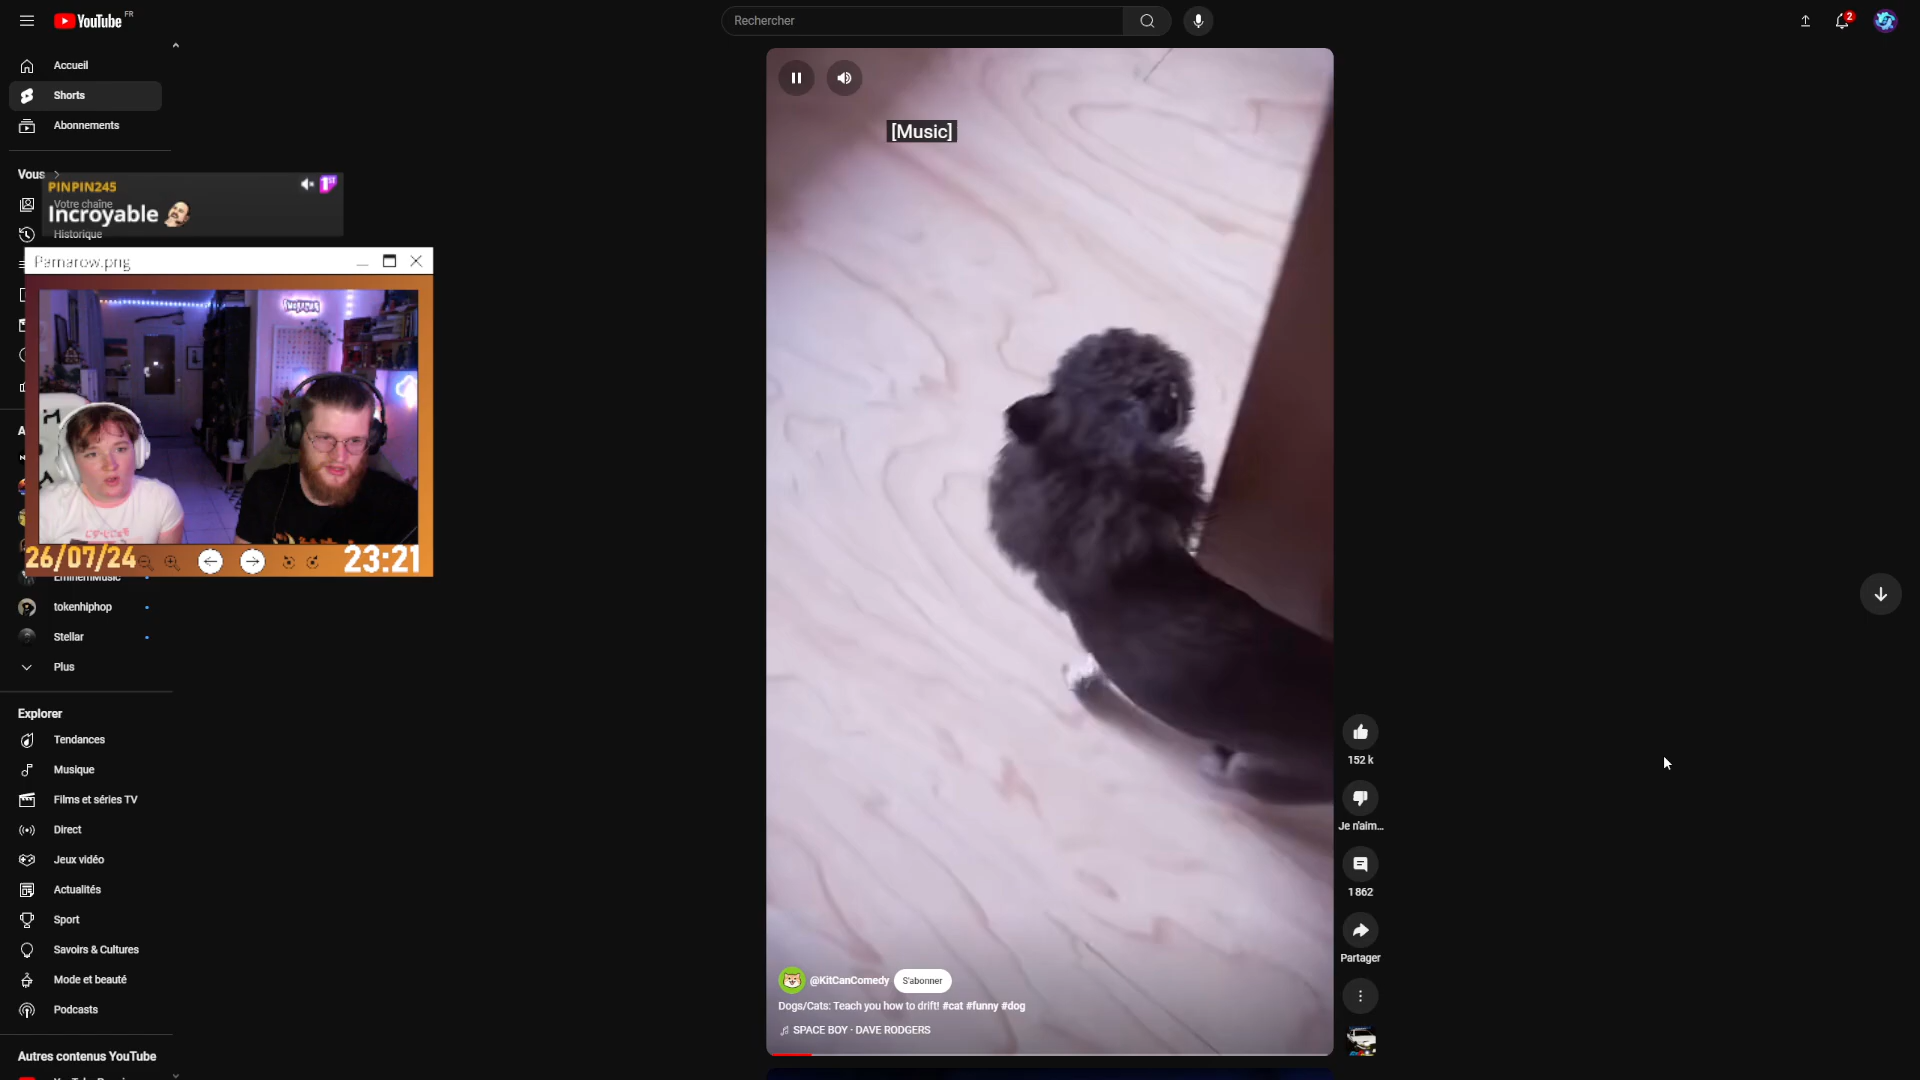 YouTube FR
Rechercher
2
Accueil
Shorts
Abonnements
Vous
PINPIN245
Votre chaîne
Incroyable
Historique
Pamarow.png
26/07/24
23:21
EminemMusic
tokenhiphop
Stellar
Plus
Explorer
Tendances
Musique
Films et séries TV
Direct
Jeux vidéo
Actualités
Sport
Savoirs & Cultures
Mode et beauté
Podcasts
Autres contenus YouTube
[Music]
@KitCanComedy
S'abonner
Dogs/Cats: Teach you how to drift! #cat #funny #dog
SPACE BOY · DAVE RODGERS
152 k
Je n'aim...
1 862
Partager